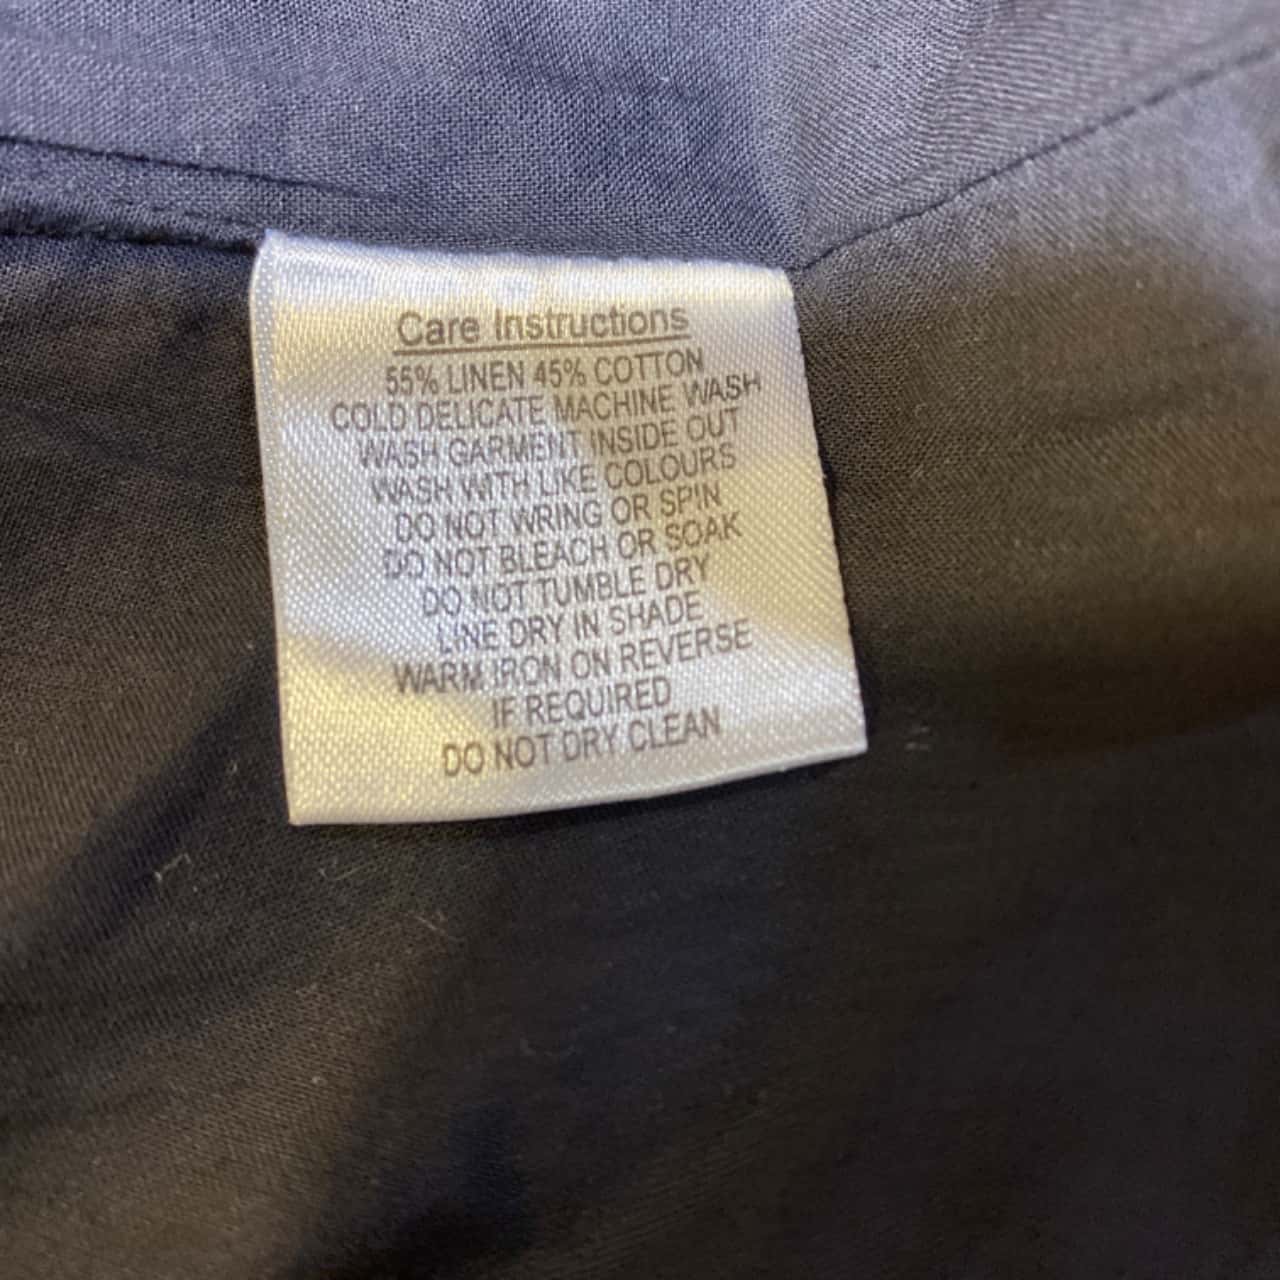 Care Instructions
55% LINEN 45% COTTON
COLD DELICATE MACHINE WASH
WASH GARMENT INSIDE OUT
WASH WITH LIKE COLOURS
DO NOT WRING OR SPIN
DO NOT BLEACH OR SOAK
DO NOT TUMBLE DRY
LINE DRY IN SHADE
WARM IRON ON REVERSE
IF REQUIRED
DO NOT DRY CLEAN